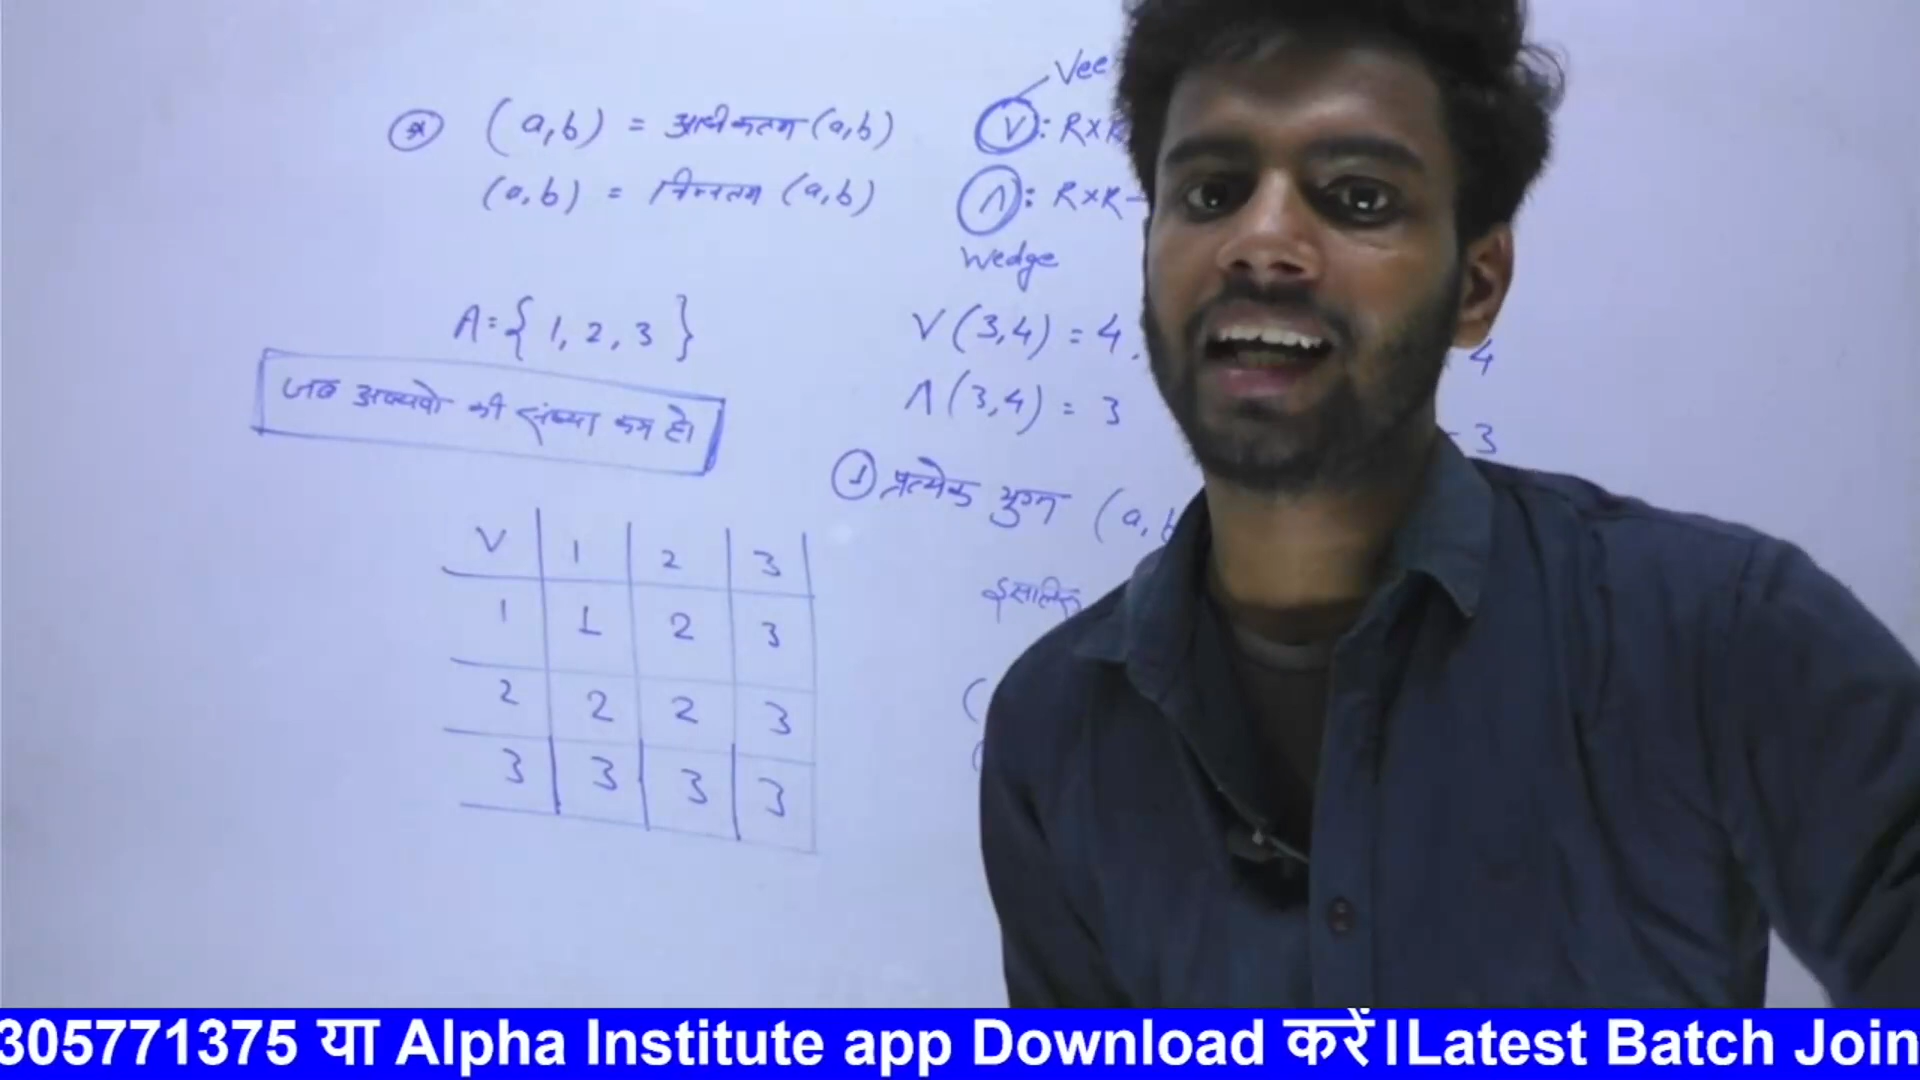 (*) (a,b) = अधिकतम (a,b)
(a,b) = निम्नतम (a,b)
A = { 1, 2, 3 }
जब अवयवो की संख्या कम हो
V 1 2 3
1 1 2 3
2 2 2 3
3 3 3 3
Vee
V : R×R
Λ : R×R-
Wedge
V (3,4) = 4,
4
Λ (3,4) = 3
3
① प्रत्येक युग्म (a, b
इसलिए
305771375 या Alpha Institute app Download करें।Latest Batch Join